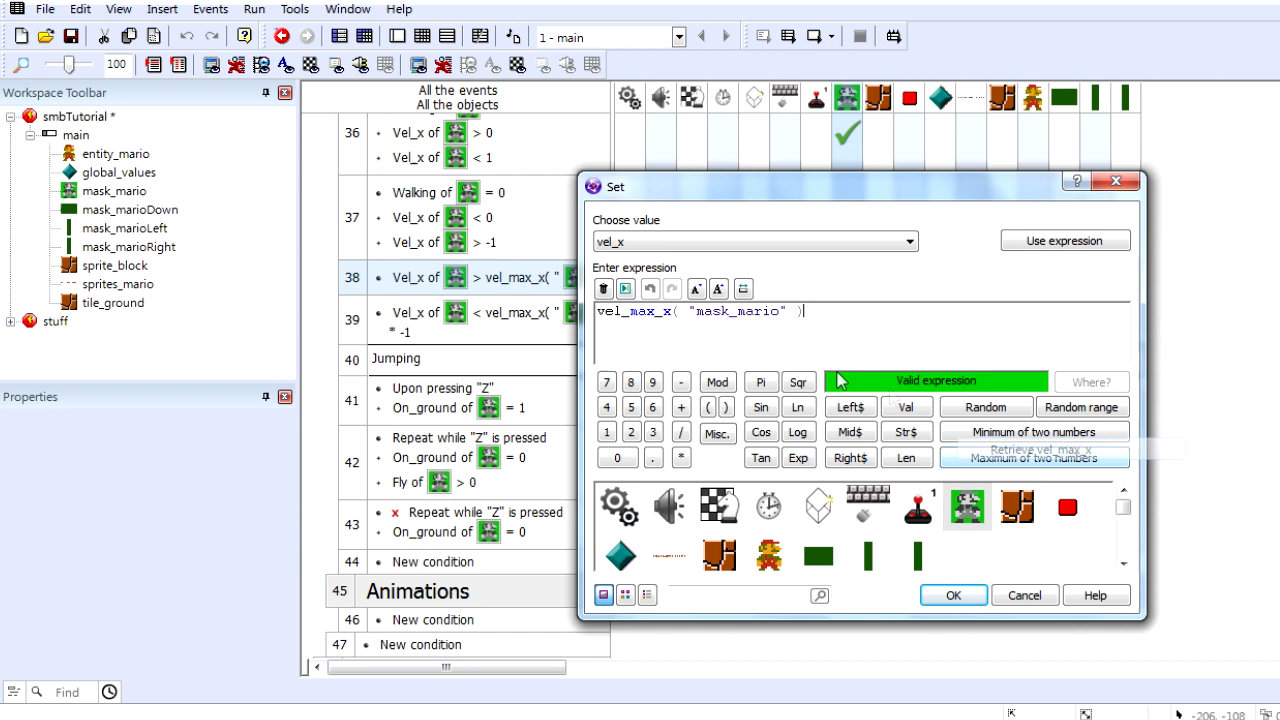 File Edit View Insert Events Run Tools Window Help
1 - main
100
Workspace Toolbar
smbTutorial *
main
entity_mario
global_values
mask_mario
mask_marioDown
mask_marioLeft
mask_marioRight
sprite_block
sprites_mario
tile_ground
stuff
Properties
Find
All the events
All the objects
36
Vel_x of > 0
Vel_x of < 1
37
Walking of = 0
Vel_x of < 0
Vel_x of > -1
38 Vel_x of > vel_max_x( "
39 Vel_x of < vel_max_x( "
* -1
40 Jumping
41
Upon pressing "Z"
On_ground of = 1
42
Repeat while "Z" is pressed
On_ground of = 0
Fly of > 0
43
X Repeat while "Z" is pressed
On_ground of = 0
44 New condition
45 Animations
46 New condition
47 New condition
1
Set
Choose value
vel_x Use expression
Enter expression
vel_max_x( "mask_mario" )
7 8 9 - Mod Pi Sqr Valid expression Where?
4 5 6 + ( ) Sin Ln Left$ Val Random Random range
1 2 3 / Misc. Cos Log Mid$ Str$ Minimum of two numbers
Retrieve vel_max_x
0 . * Tan Exp Right$ Len Maximum of two numbers
1
OK Cancel Help
-206, -108